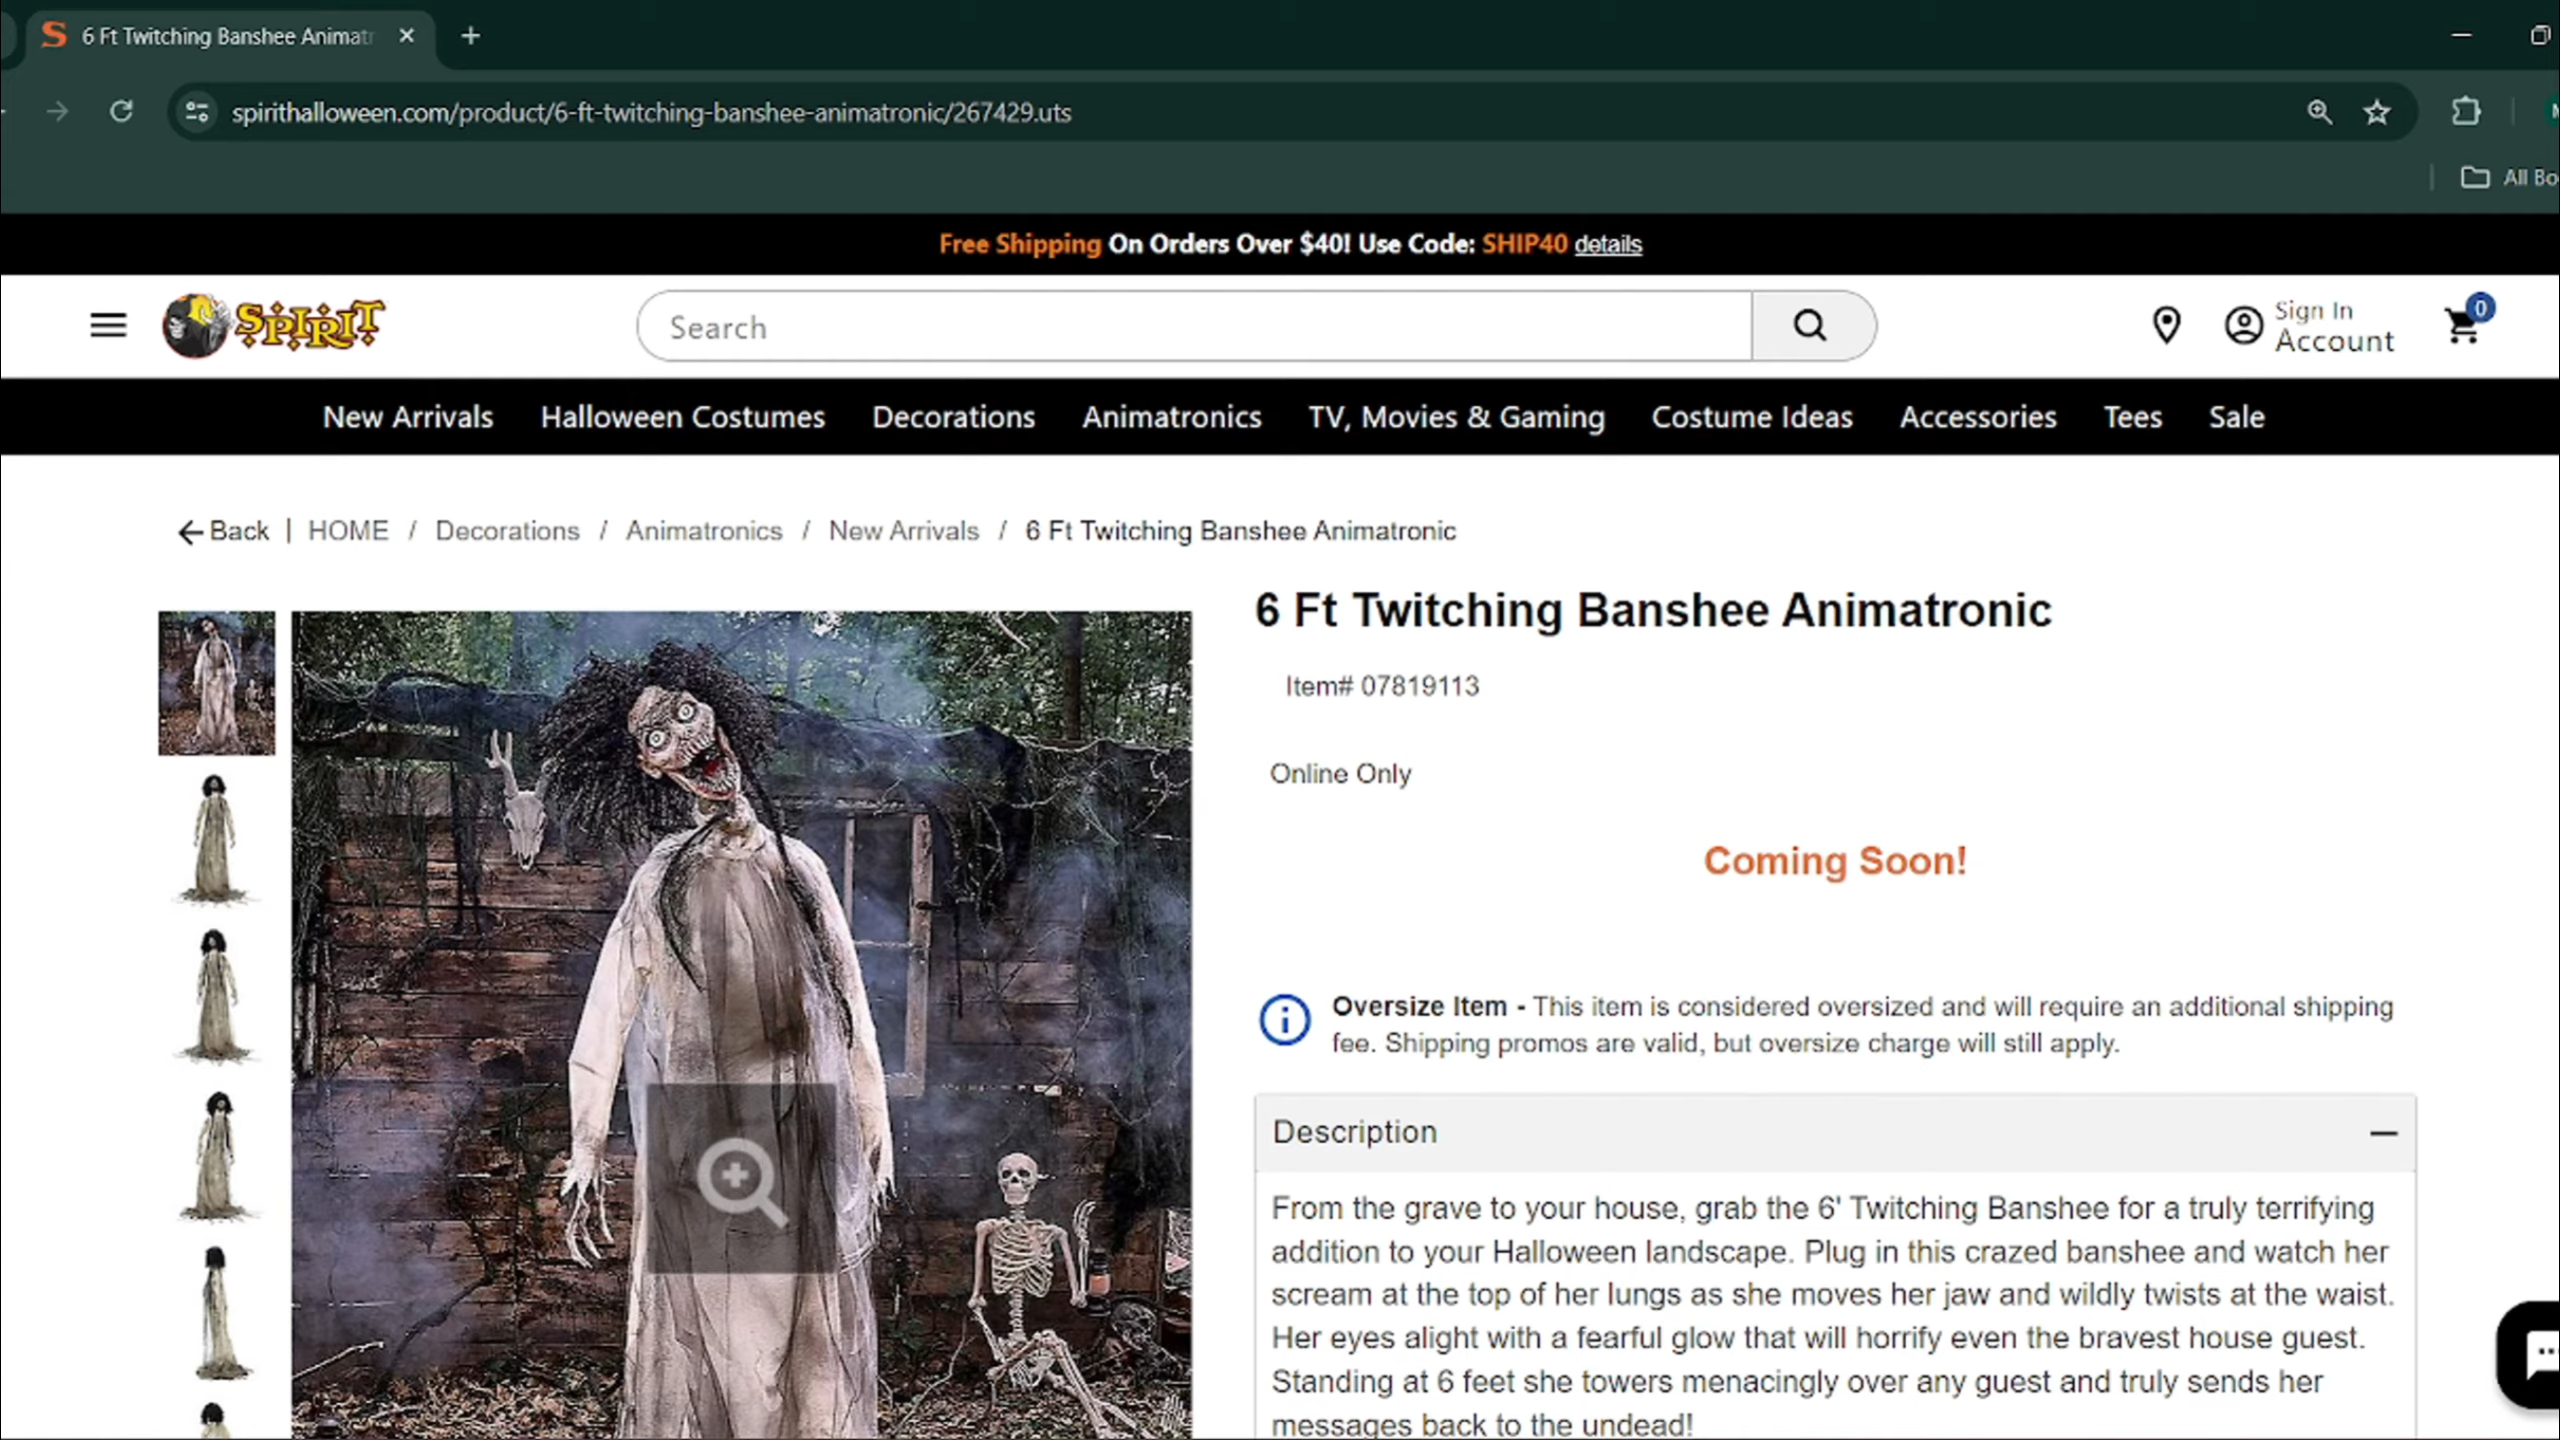 6 Ft Twitching Banshee Animatr
spirithalloween.com/product/6-ft-twitching-banshee-animatronic/267429.uts
All Bo
Free Shipping On Orders Over $40! Use Code: SHIP40 details
SPIRIT
Search
Sign In
Account
0
New Arrivals Halloween Costumes Decorations Animatronics TV, Movies & Gaming Costume Ideas Accessories Tees Sale
Back | HOME / Decorations / Animatronics / New Arrivals / 6 Ft Twitching Banshee Animatronic
6 Ft Twitching Banshee Animatronic
Item# 07819113
Online Only
Coming Soon!
Oversize Item - This item is considered oversized and will require an additional shipping
fee. Shipping promos are valid, but oversize charge will still apply.
Description
From the grave to your house, grab the 6' Twitching Banshee for a truly terrifying
addition to your Halloween landscape. Plug in this crazed banshee and watch her
scream at the top of her lungs as she moves her jaw and wildly twists at the waist.
Her eyes alight with a fearful glow that will horrify even the bravest house guest.
Standing at 6 feet she towers menacingly over any guest and truly sends her
messages back to the undead!